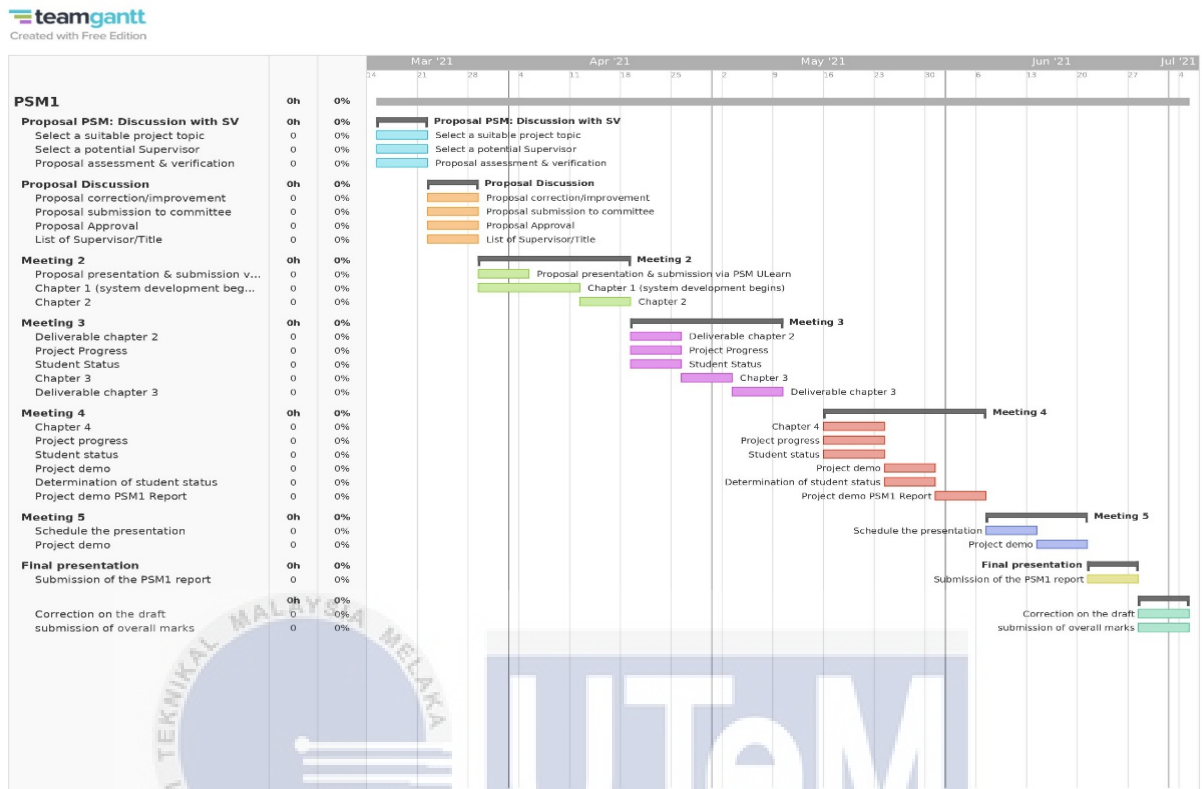 teamgantt
Created with Free Edition
Mar '21 Apr '21 May '21 Jun '21 Jul '21
14 21 28 4 11 18 25 2 9 16 23 30 6 13 20 27 4
PSM1 0h 0%
Proposal PSM: Discussion with SV 0h 0% Proposal PSM: Discussion with SV
Select a suitable project topic 0 0% Select a suitable project topic
Select a potential Supervisor 0 0% Select a potential Supervisor
Proposal assessment & verification 0 0% Proposal assessment & verification
Proposal Discussion 0h 0% Proposal Discussion
Proposal correction/improvement 0 0% Proposal correction/improvement
Proposal submission to committee 0 0% Proposal submission to committee
Proposal Approval 0 0% Proposal Approval
List of Supervisor/Title 0 0% List of Supervisor/Title
Meeting 2 0h 0% Meeting 2
Proposal presentation & submission v... 0 0% Proposal presentation & submission via PSM ULearn
Chapter 1 (system development beg... 0 0% Chapter 1 (system development begins)
Chapter 2 0 0% Chapter 2
Meeting 3 0h 0% Meeting 3
Deliverable chapter 2 0 0% Deliverable chapter 2
Project Progress 0 0% Project Progress
Student Status 0 0% Student Status
Chapter 3 0 0% Chapter 3
Deliverable chapter 3 0 0% Deliverable chapter 3
Meeting 4 0h 0% Meeting 4
Chapter 4 0 0% Chapter 4
Project progress 0 0% Project progress
Student status 0 0% Student status
Project demo 0 0% Project demo
Determination of student status 0 0% Determination of student status
Project demo PSM1 Report 0 0% Project demo PSM1 Report
Meeting 5 0h 0% Meeting 5
Schedule the presentation 0 0% Schedule the presentation
Project demo 0 0% Project demo
Final presentation 0h 0% Final presentation
Submission of the PSM1 report 0 0% Submission of the PSM1 report
0h 0%
Correction on the draft 0 0% Correction on the draft
submission of overall marks 0 0% submission of overall marks
TEKNIKAL MALAYSIA MELAKA
UTeM